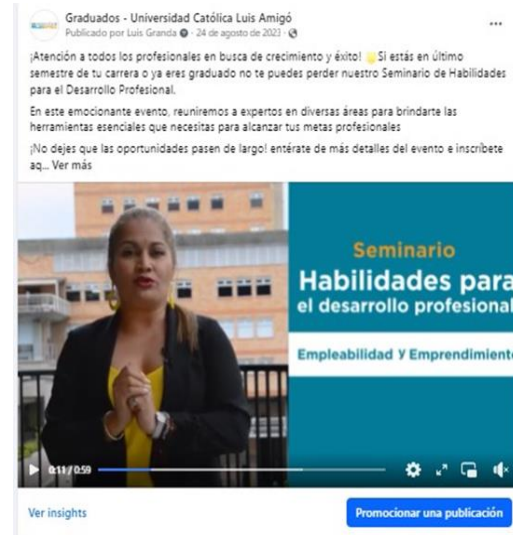 Graduados - Universidad Católica Luis Amigó
Publicado por Luis Granda · 24 de agosto de 2023 ·
¡Atención a todos los profesionales en busca de crecimiento y éxito! Si estás en último
semestre de tu carrera o ya eres graduado no te puedes perder nuestro Seminario de Habilidades
para el Desarrollo Profesional.
En este emocionante evento, reuniremos a expertos en diversas áreas para brindarte las
herramientas esenciales que necesitas para alcanzar tus metas profesionales
¡No dejes que las oportunidades pasen de largo! entérate de más detalles del evento e inscríbete
aq... Ver más
Seminario
Habilidades para
el desarrollo profesional
Empleabilidad Y Emprendimiento
0:11 / 0:59
Ver insights
Promocionar una publicación